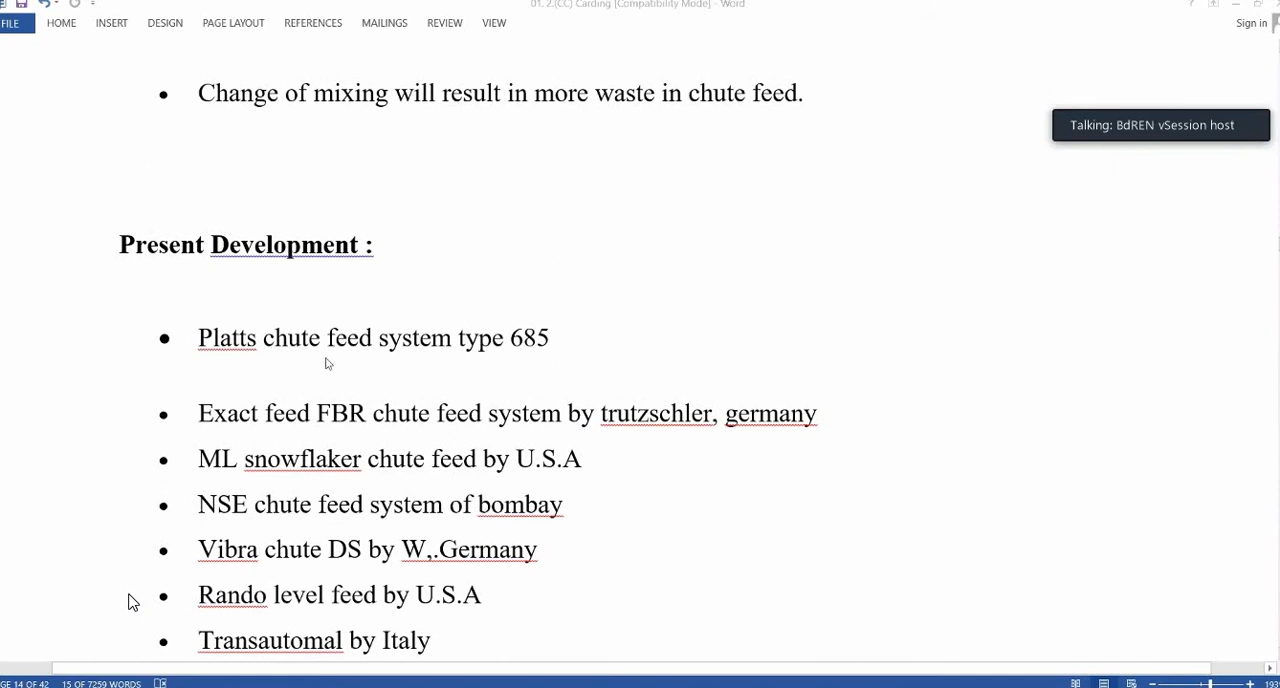 01. 2.(CC) Carding [Compatibility Mode] - Word
FILE HOME INSERT DESIGN PAGE LAYOUT REFERENCES MAILINGS REVIEW VIEW Sign in
• Change of mixing will result in more waste in chute feed.
Talking: BdREN vSession host
Present Development :
• Platts chute feed system type 685
• Exact feed FBR chute feed system by trutzschler, germany
• ML snowflaker chute feed by U.S.A
• NSE chute feed system of bombay
• Vibra chute DS by W,.Germany
• Rando level feed by U.S.A
• Transautomal by Italy
GE 14 OF 42 15 OF 7259 WORDS